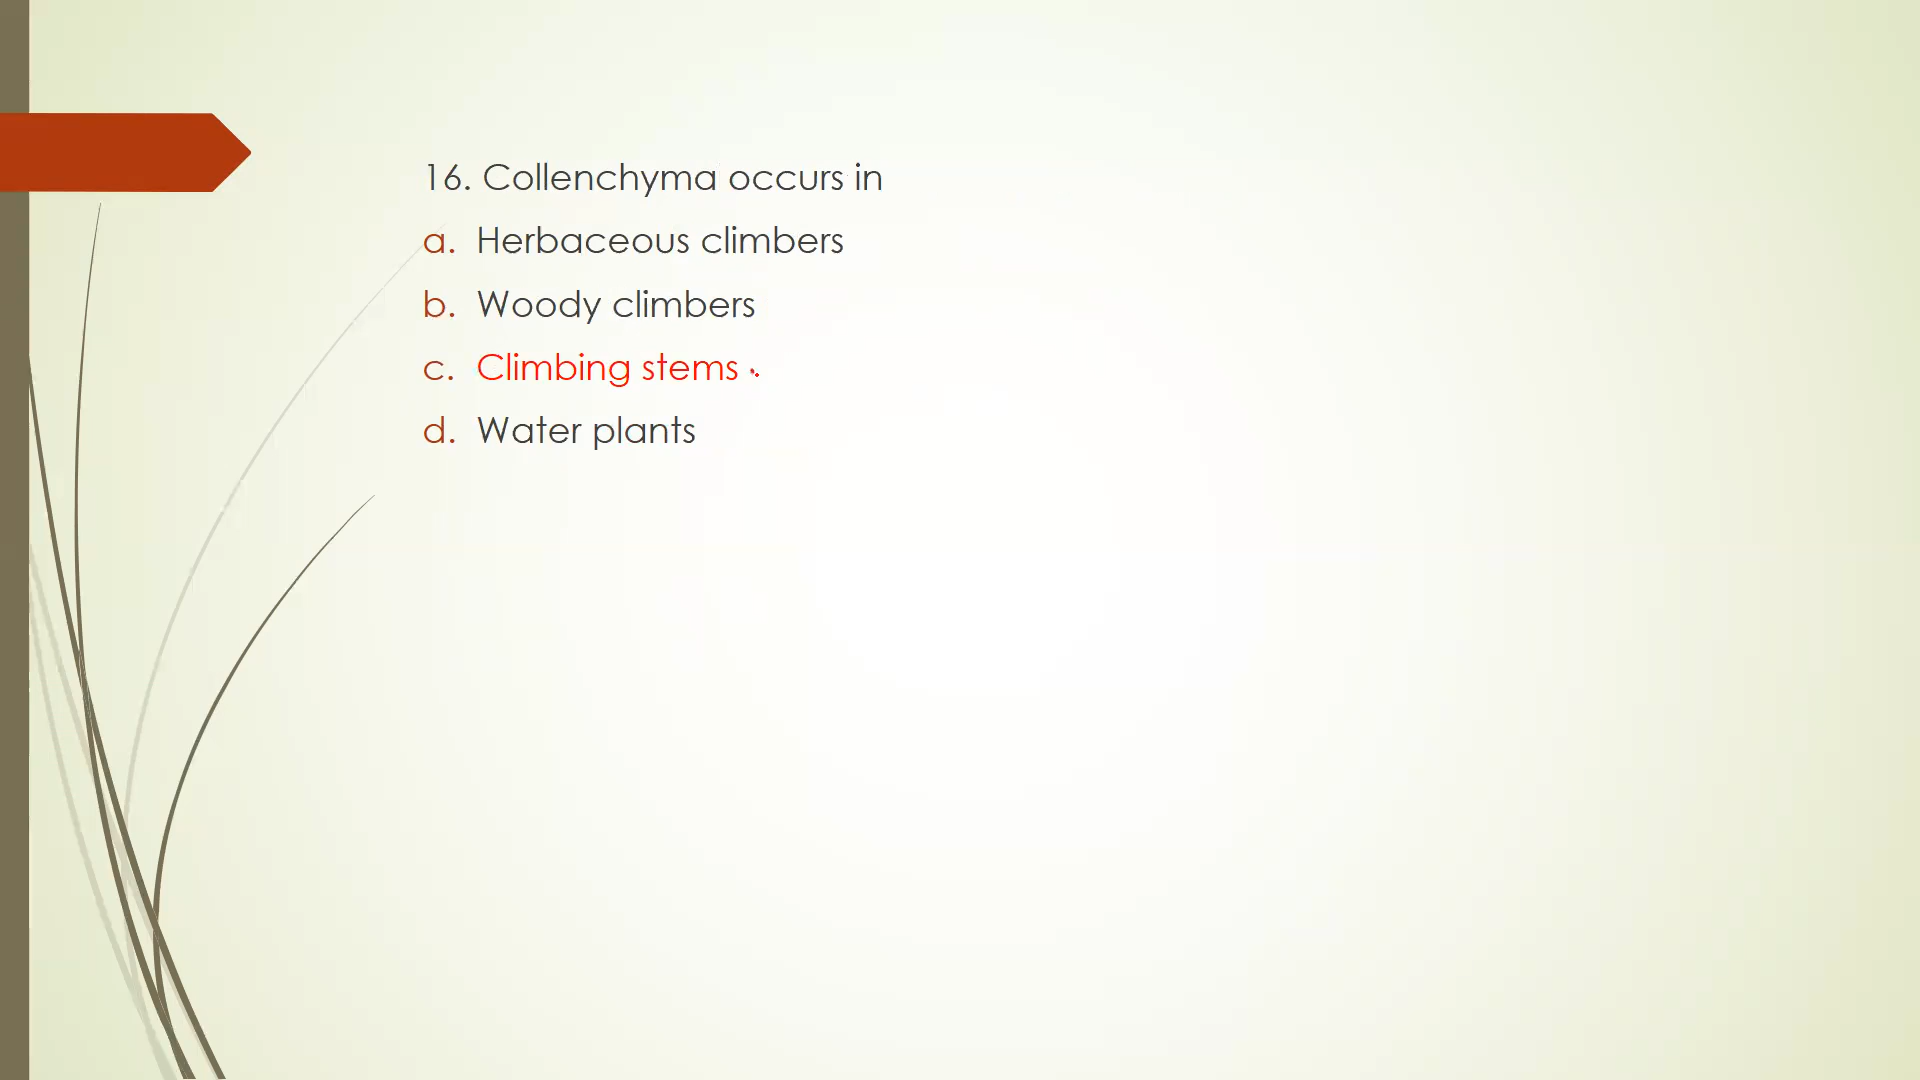 16. Collenchyma occurs in
a. Herbaceous climbers
b. Woody climbers
c. Climbing stems
d. Water plants